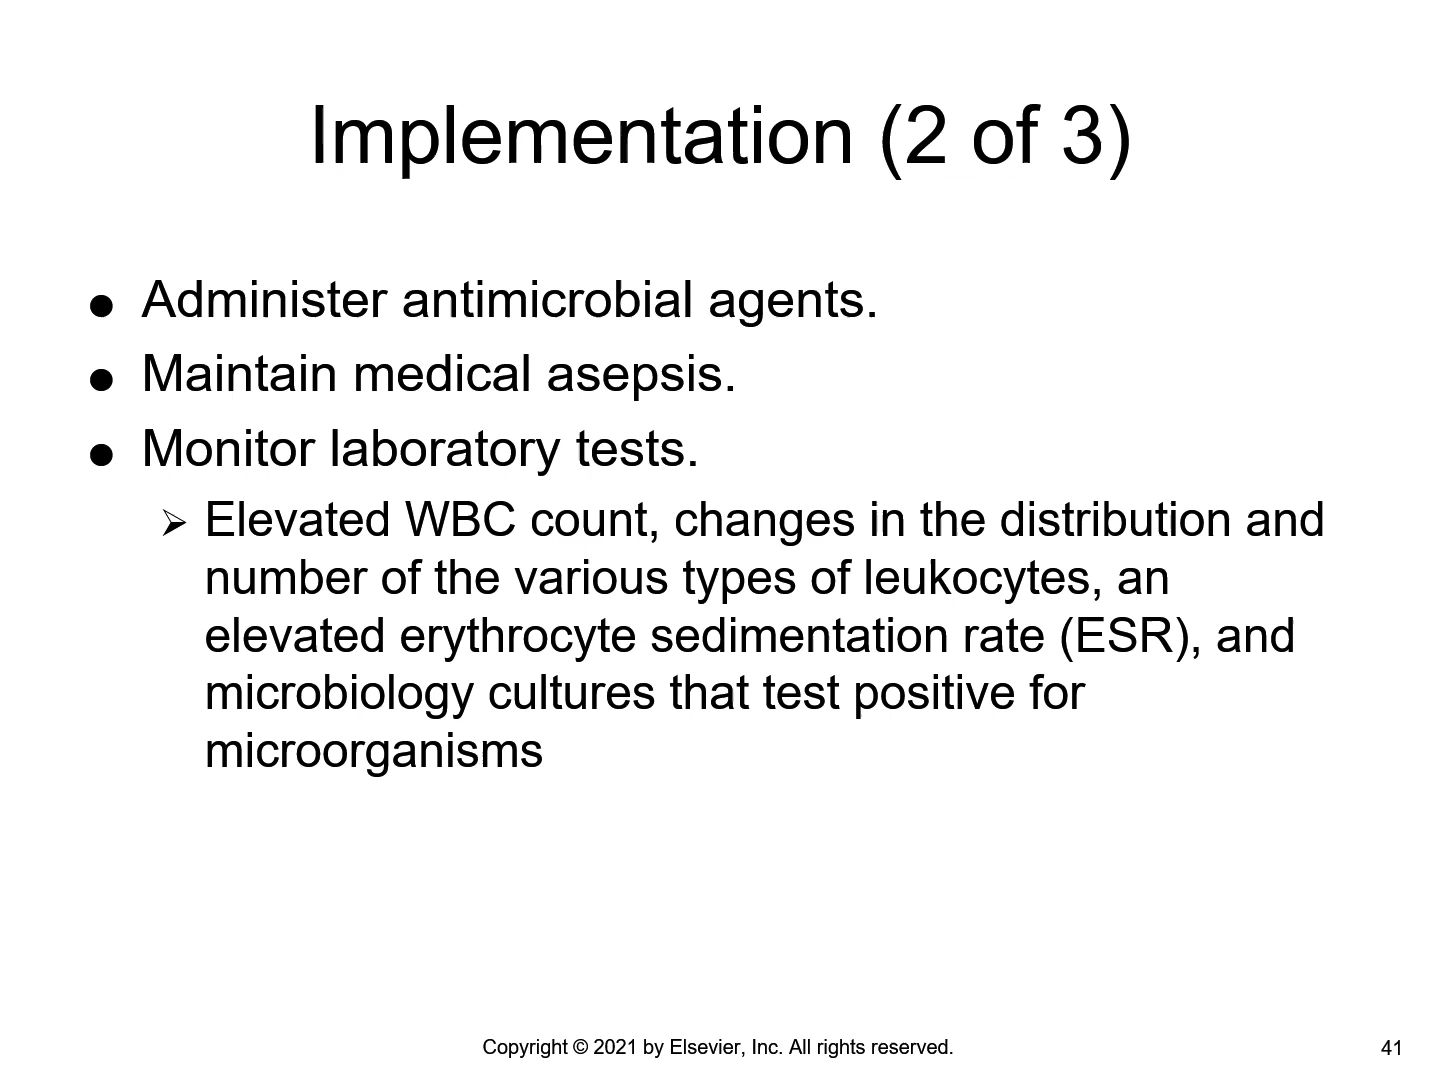 Implementation (2 of 3)
● Administer antimicrobial agents.
● Maintain medical asepsis.
● Monitor laboratory tests.
➢ Elevated WBC count, changes in the distribution and
number of the various types of leukocytes, an
elevated erythrocyte sedimentation rate (ESR), and
microbiology cultures that test positive for
microorganisms
Copyright © 2021 by Elsevier, Inc. All rights reserved.
41